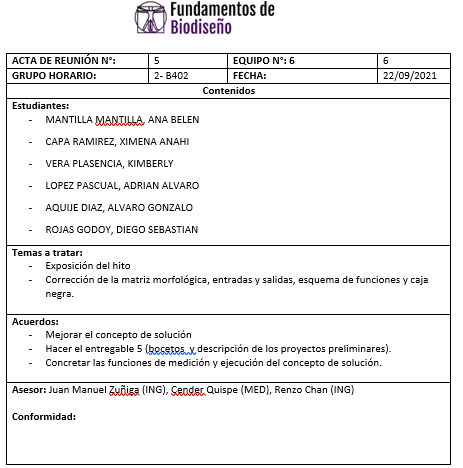 Fundamentos de
Biodiseño
ACTA DE REUNIÓN N°: 5 EQUIPO N°: 6 6
GRUPO HORARIO: 2- B402 FECHA: 22/09/2021
Contenidos
Estudiantes:
- MANTILLA MANTILLA, ANA BELEN
- CAPA RAMIREZ, XIMENA ANAHI
- VERA PLASENCIA, KIMBERLY
- LOPEZ PASCUAL, ADRIAN ALVARO
- AQUIJE DIAZ, ALVARO GONZALO
- ROJAS GODOY, DIEGO SEBASTIAN
Temas a tratar:
- Exposición del hito
- Corrección de la matriz morfológica, entradas y salidas, esquema de funciones y caja
negra.
Acuerdos:
- Mejorar el concepto de solución
- Hacer el entregable 5 (bocetos y descripción de los proyectos preliminares).
- Concretar las funciones de medición y ejecución del concepto de solución.
Asesor: Juan Manuel Zuñiga (ING), Cender Quispe (MED), Renzo Chan (ING)
Conformidad: